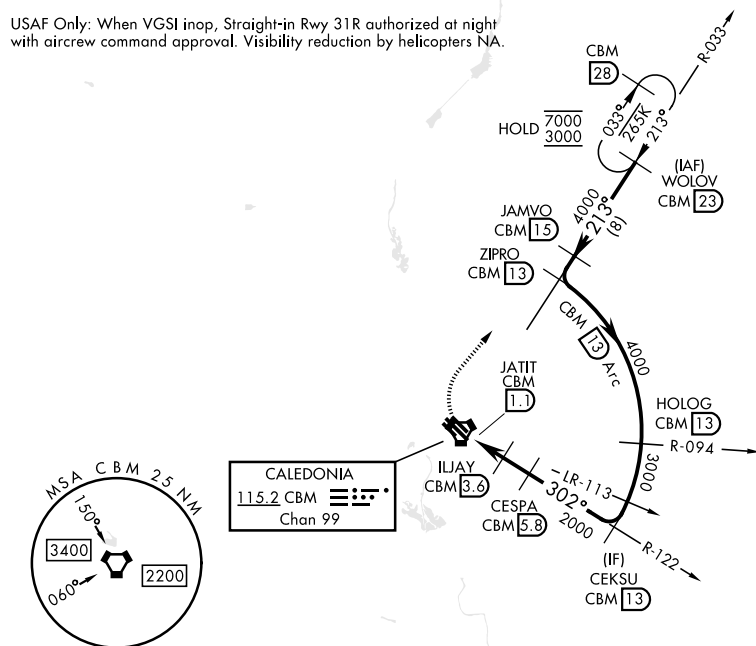 USAF Only: When VGSI inop, Straight-in Rwy 31R authorized at night
with aircrew command approval. Visibility reduction by helicopters NA.
CBM
28
R-033
HOLD 7000
3000
033°
265K
213°
(IAF)
WOLOV
CBM 23
4000
213°
(8)
JAMVO
CBM 15
ZIPRO
CBM 13
CBM 13 Arc
4000
JATIT
CBM
1.1
HOLOG
CBM 13
R-094
3000
ILJAY
CBM 3.6
LR-113
302°
2000
CESPA
CBM 5.8
R-122
(IF)
CEKSU
CBM 13
CALEDONIA
115.2 CBM
Chan 99
MSA CBM 25 NM
150°
3400
2200
060°